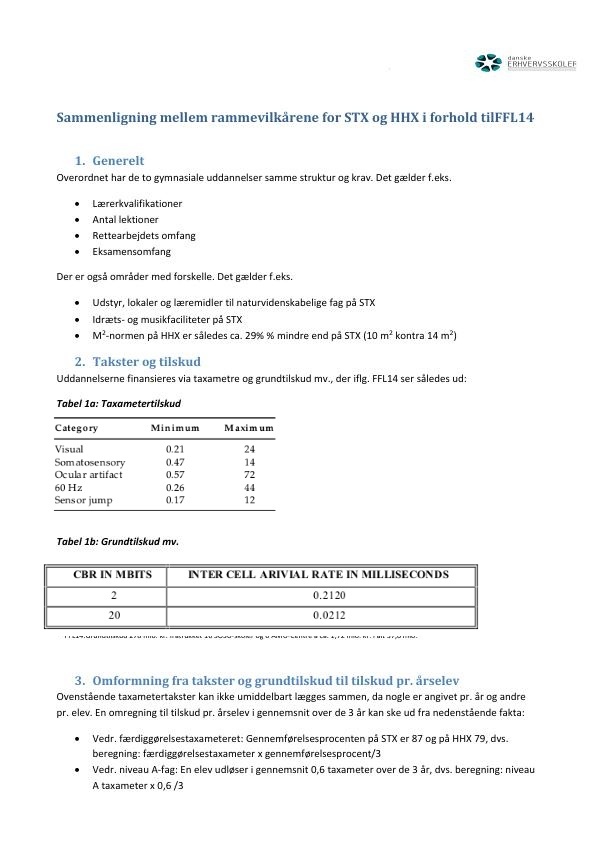 danske
ERHVERVSSKOLER
Sammenligning mellem rammevilkårene for STX og HHX i forhold tilFFL14
1. Generelt
Overordnet har de to gymnasiale uddannelser samme struktur og krav. Det gælder f.eks.
• Lærerkvalifikationer
• Antal lektioner
• Rettearbejdets omfang
• Eksamensomfang
Der er også områder med forskelle. Det gælder f.eks.
• Udstyr, lokaler og læremidler til naturvidenskabelige fag på STX
• Idræts- og musikfaciliteter på STX
• M²-normen på HHX er således ca. 29% % mindre end på STX (10 m² kontra 14 m²)
2. Takster og tilskud
Uddannelserne finansieres via taxametre og grundtilskud mv., der iflg. FFL14 ser således ud:
Tabel 1a: Taxametertilskud
Category Minimum Maximum
Visual 0.21 24
Somatosensory 0.47 14
Ocular artifact 0.57 72
60 Hz 0.26 44
Sensor jump 0.17 12
Tabel 1b: Grundtilskud mv.
CBR IN MBITS INTER CELL ARIVIAL RATE IN MILLISECONDS
2 0.2120
20 0.0212
3. Omformning fra takster og grundtilskud til tilskud pr. årselev
Ovenstående taxametertakster kan ikke umiddelbart lægges sammen, da nogle er angivet pr. år og andre
pr. elev. En omregning til tilskud pr. årselev i gennemsnit over de 3 år kan ske ud fra nedenstående fakta:
• Vedr. færdiggørelsestaxameteret: Gennemførelsesprocenten på STX er 87 og på HHX 79, dvs.
beregning: færdiggørelsestaxameter x gennemførelsesprocent/3
• Vedr. niveau A-fag: En elev udløser i gennemsnit 0,6 taxameter over de 3 år, dvs. beregning: niveau
A taxameter x 0,6 /3